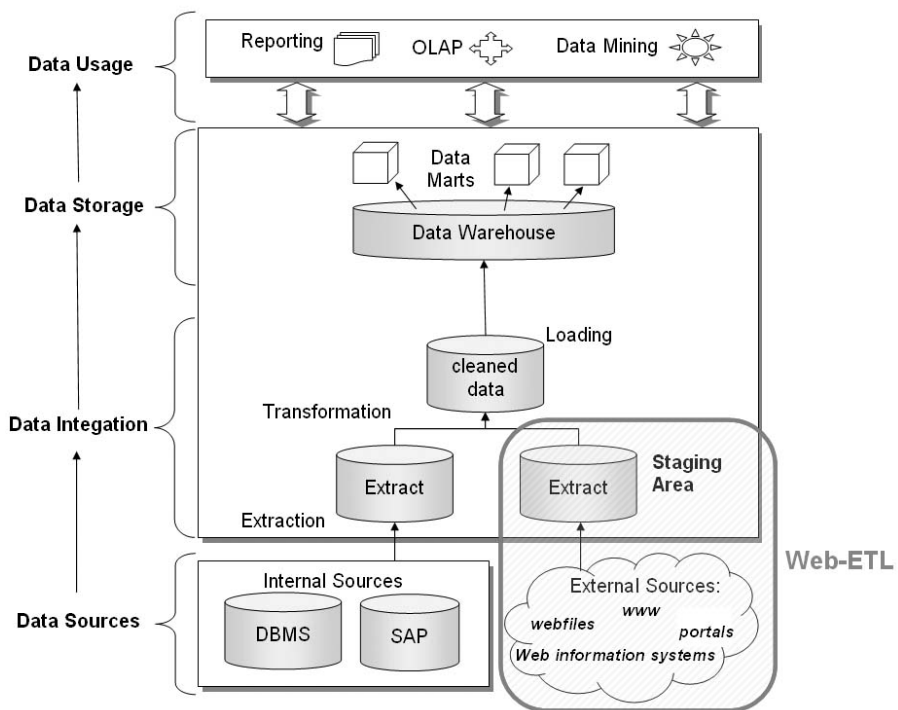 Reporting
OLAP
Data Mining
Data Usage
Data
Marts
Data Storage
Data Warehouse
Loading
cleaned
data
Transformation
Data Integation
Extract
Extract
Staging
Area
Extraction
Web-ETL
Internal Sources
External Sources:
DBMS
SAP
www
webfiles
portals
Data Sources
Web information systems